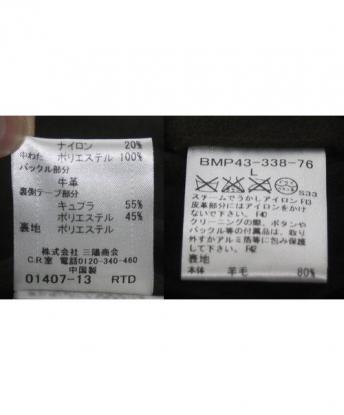 ナイロン 20%
中わた ポリエステル 100%
バックル部分
牛革
裏側テープ部分
キュプラ 55%
ポリエステル 45%
裏地 ポリエステル
株式会社 三陽商会
C.R室 電話0120-340-460
中国製
01407-13 RTD
BMP43-338-76
L
S33
スチームでうかしアイロン F13
皮革部分にはアイロンをかけ
ないで下さい。 F40
クリーニングの際、ボタンや
バックル等の付属品は、取り
外すかアルミ箔等に包み保護
して下さい。 F42
裏地
本体 羊毛 80%